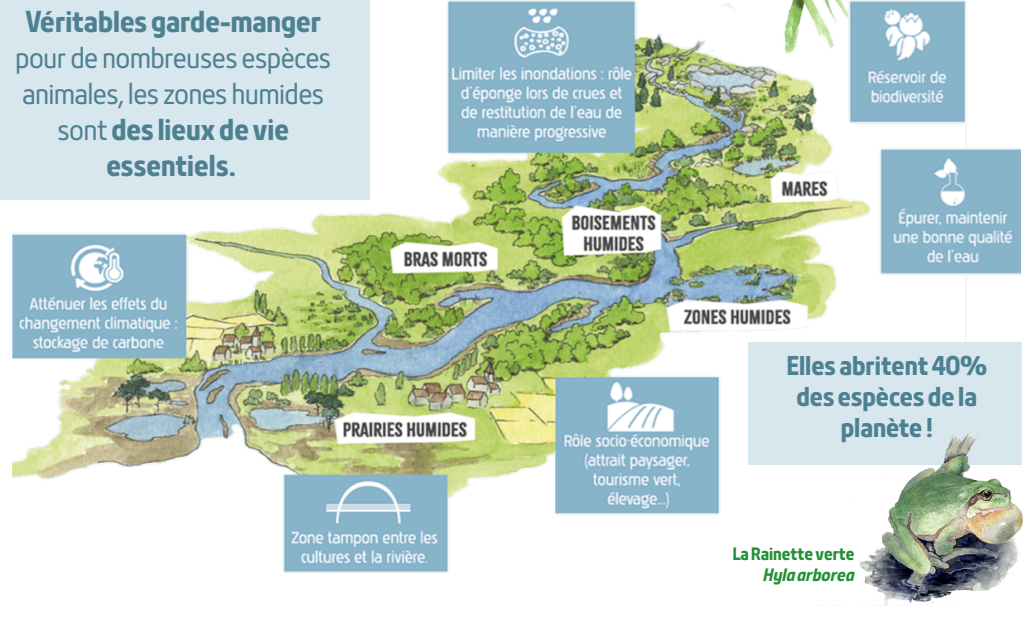 Véritables garde-manger
pour de nombreuses espèces
animales, les zones humides
sont des lieux de vie
essentiels.
Limiter les inondations : rôle
d'éponge lors de crues et
de restitution de l'eau de
manière progressive
Réservoir de
biodiversité
MARES
Épurer, maintenir
une bonne qualité
de l'eau
BOISEMENTS
HUMIDES
BRAS MORTS
Atténuer les effets du
changement climatique :
stockage de carbone
ZONES HUMIDES
Elles abritent 40%
des espèces de la
planète !
PRAIRIES HUMIDES
Rôle socio-économique
(attrait paysager,
tourisme vert,
élevage...)
Zone tampon entre les
cultures et la rivière.
La Rainette verte
Hyla arborea